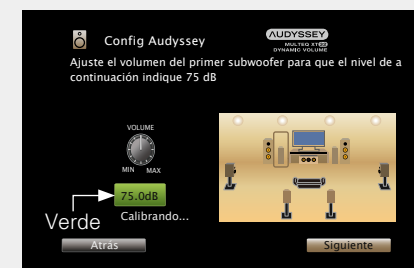 Config Audyssey
AUDYSSEY
MULTEQ XT32
DYNAMIC VOLUME
Ajuste el volumen del primer subwoofer para que el nivel de a
continuación indique 75 dB
VOLUME
MIN MAX
75.0dB
Verde
Calibrando...
Atrás
Siguiente